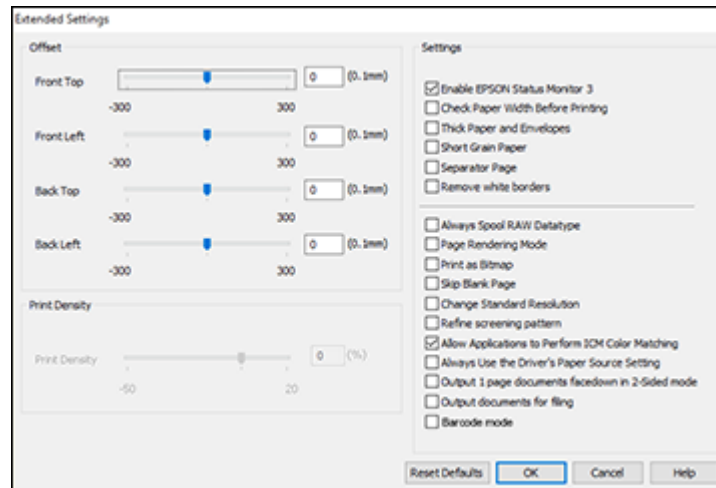 Extended Settings
Offset
Front Top
0 (0.1mm)
-300 300
Front Left
0 (0.1mm)
-300 300
Back Top
0 (0.1mm)
-300 300
Back Left
0 (0.1mm)
-300 300
Print Density
Print Density
0 (%)
-50 20
Settings
Enable EPSON Status Monitor 3
Check Paper Width Before Printing
Thick Paper and Envelopes
Short Grain Paper
Separator Page
Remove white borders
Always Spool RAW Datatype
Page Rendering Mode
Print as Bitmap
Skip Blank Page
Change Standard Resolution
Refine screening pattern
Allow Applications to Perform ICM Color Matching
Always Use the Driver's Paper Source Setting
Output 1 page documents facedown in 2-Sided mode
Output documents for filing
Barcode mode
Reset Defaults OK Cancel Help